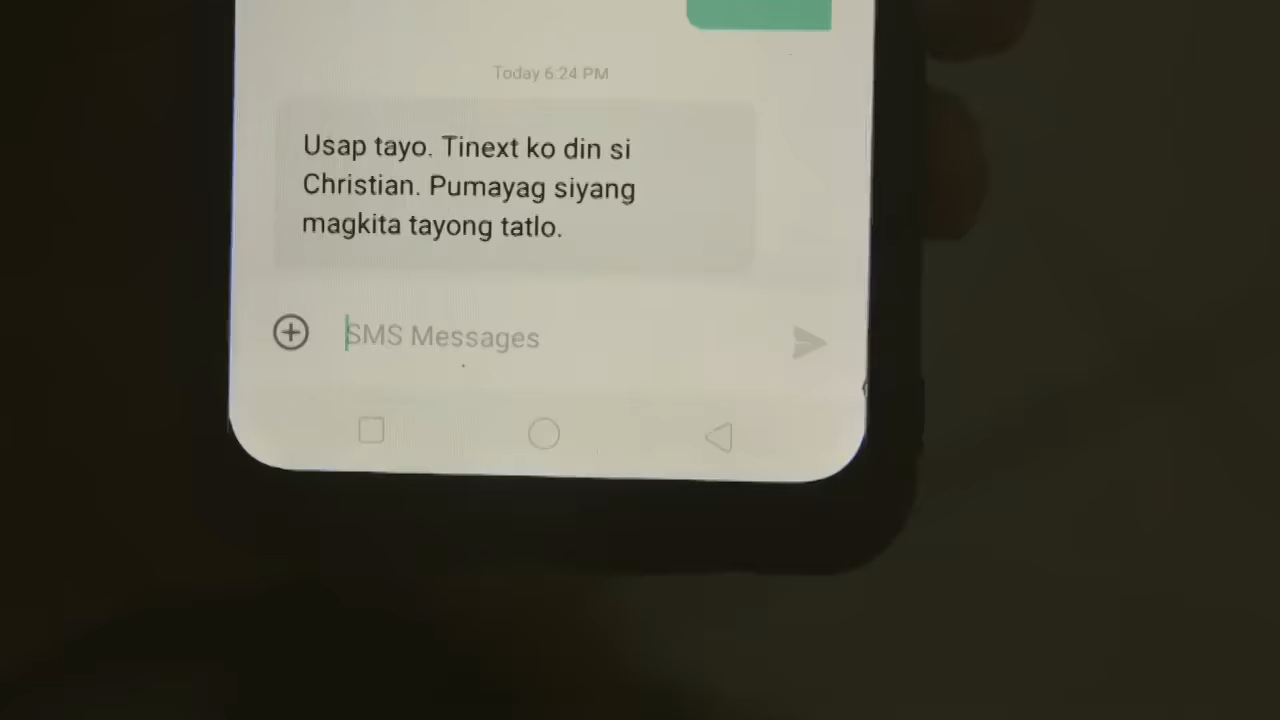 Today 6:24 PM
Usap tayo. Tinext ko din si
Christian. Pumayag siyang
magkita tayong tatlo.
SMS Messages